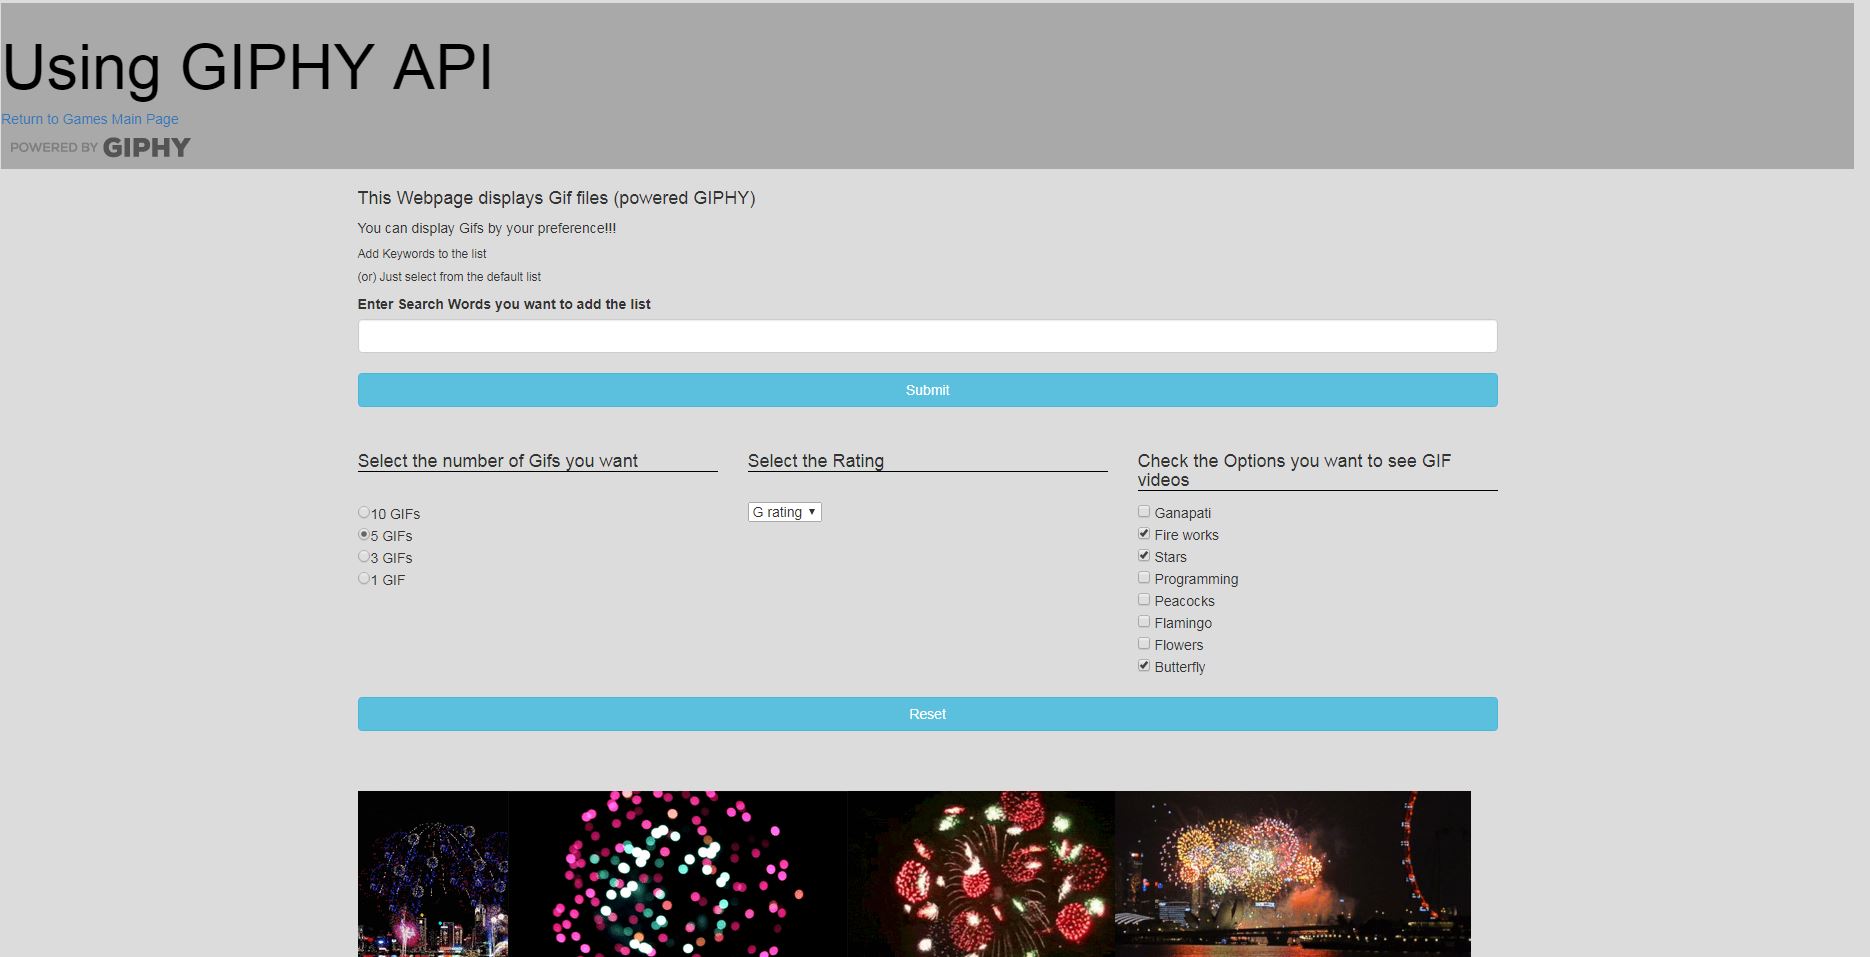 Using GIPHY API
Return to Games Main Page
POWERED BY GIPHY
This Webpage displays Gif files (powered GIPHY)
You can display Gifs by your preference!!!
Add Keywords to the list
(or) Just select from the default list
Enter Search Words you want to add the list
Submit
Select the number of Gifs you want
10 GIFs
5 GIFs
3 GIFs
1 GIF
Select the Rating
G rating
Check the Options you want to see GIF
videos
Ganapati
Fire works
Stars
Programming
Peacocks
Flamingo
Flowers
Butterfly
Reset